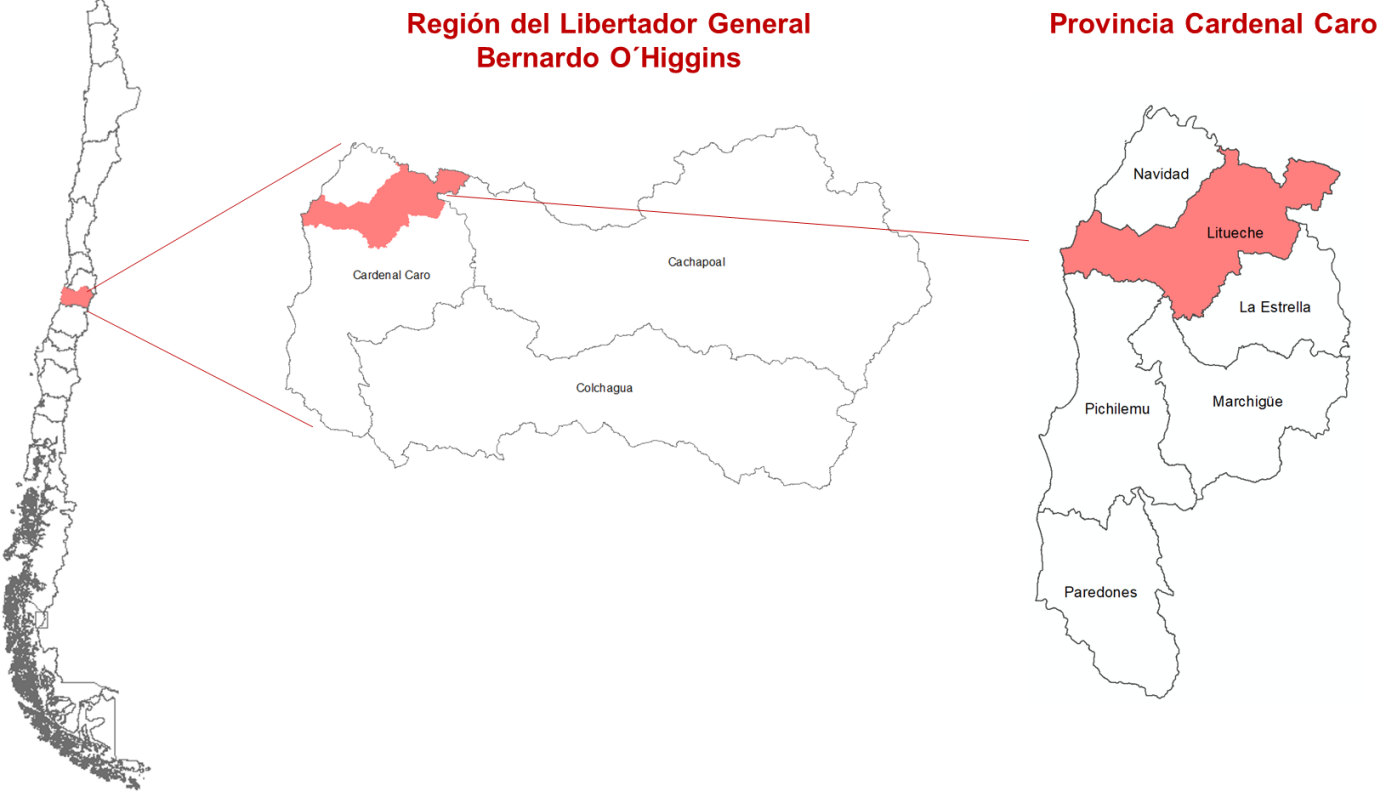 Región del Libertador General
Bernardo O´Higgins
Provincia Cardenal Caro
Cardenal Caro
Cachapoal
Colchagua
Navidad
Litueche
La Estrella
Pichilemu
Marchigüe
Paredones